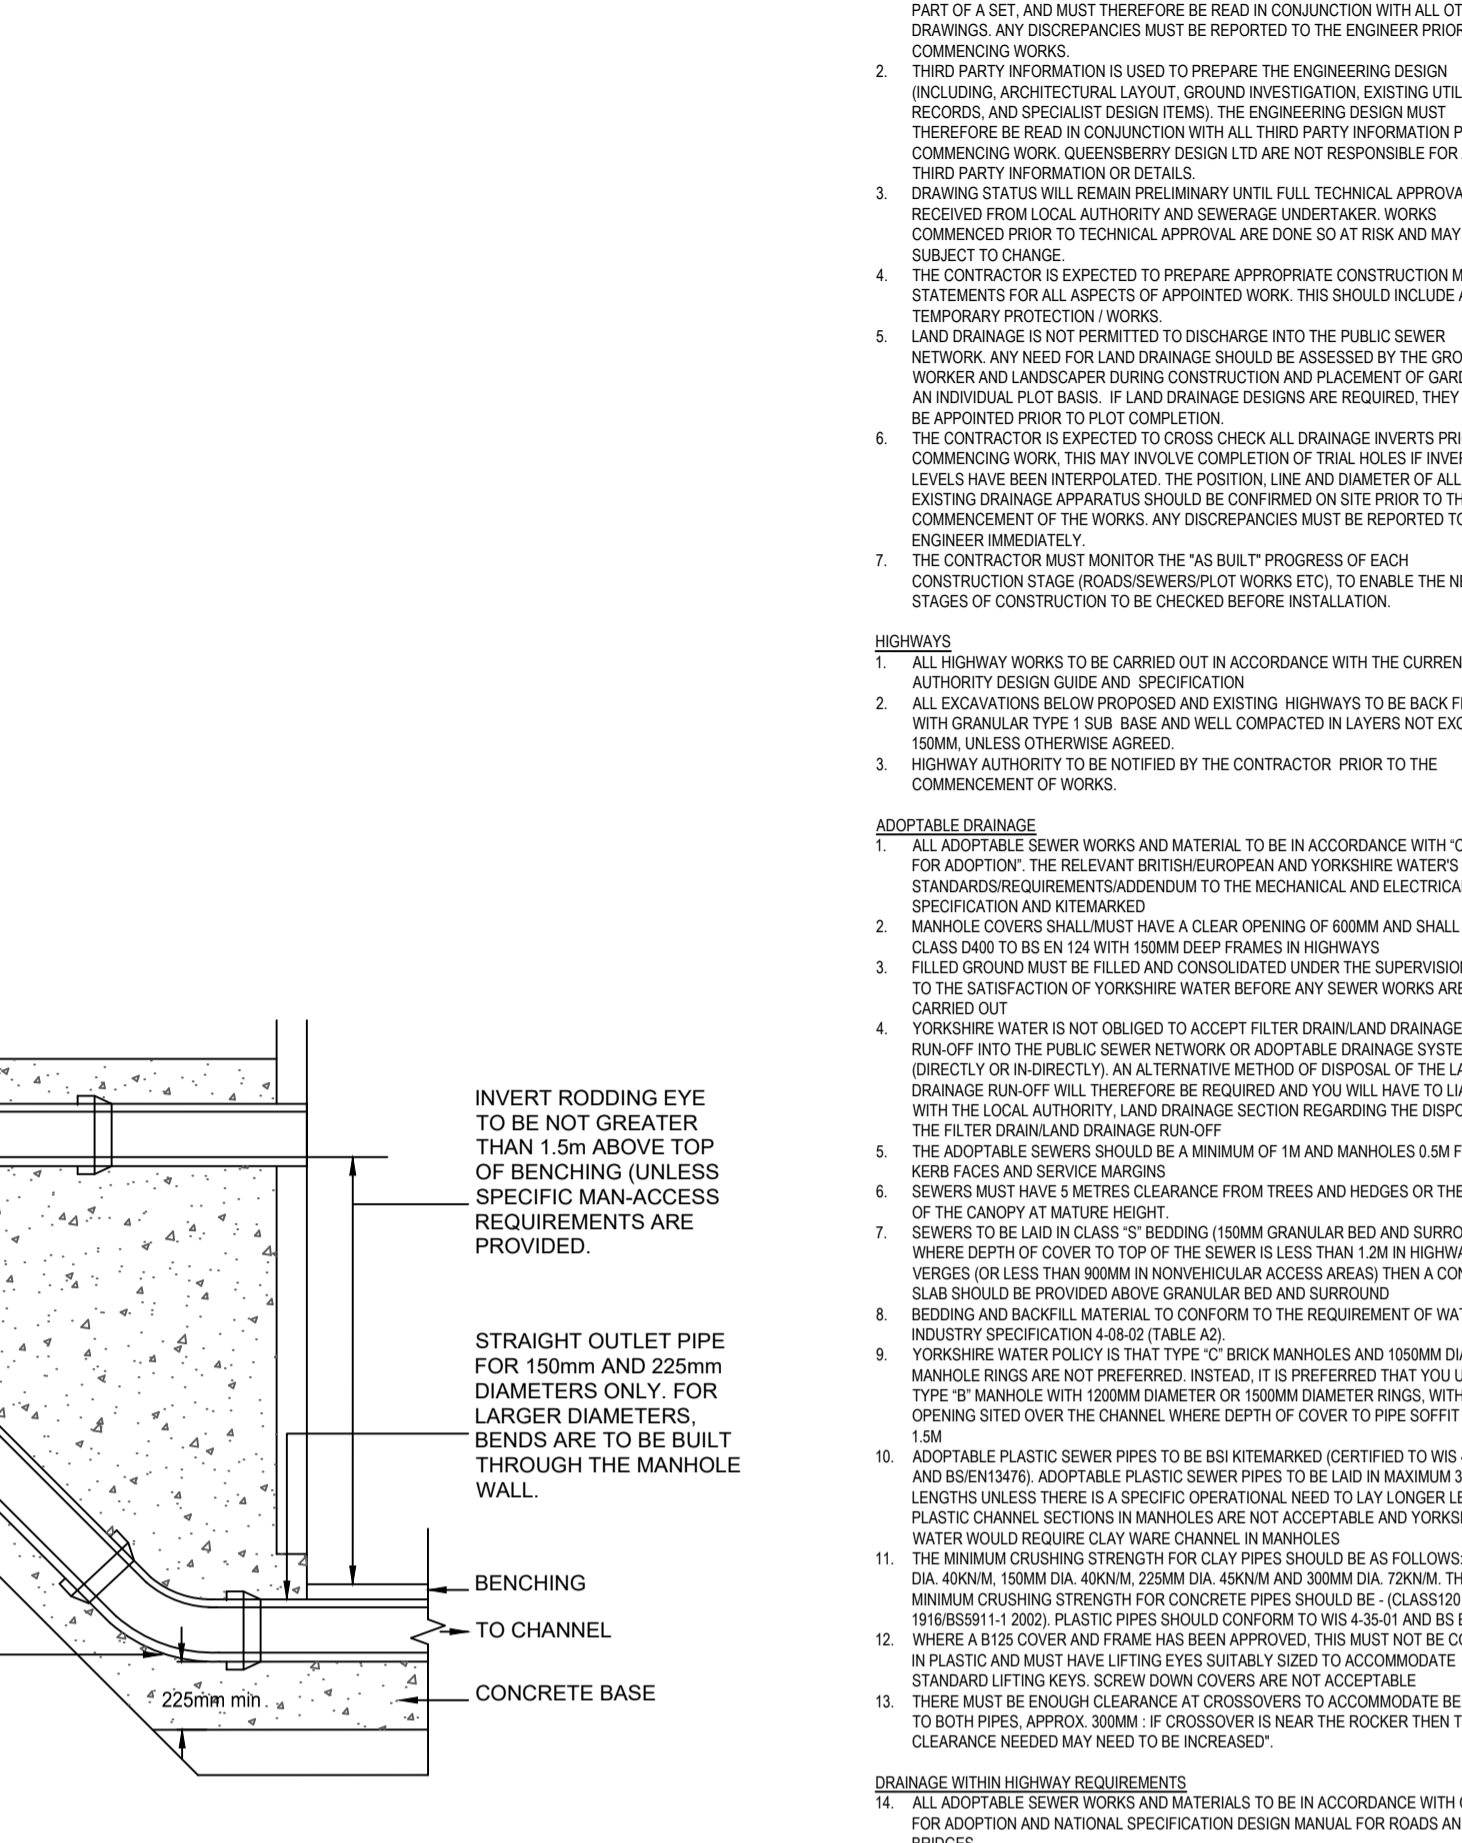 INVERT RODDING EYE
TO BE NOT GREATER
THAN 1.5m ABOVE TOP
OF BENCHING (UNLESS
SPECIFIC MAN-ACCESS
REQUIREMENTS ARE
PROVIDED.
STRAIGHT OUTLET PIPE
FOR 150mm AND 225mm
DIAMETERS ONLY. FOR
LARGER DIAMETERS,
BENDS ARE TO BE BUILT
THROUGH THE MANHOLE
WALL.
BENCHING
TO CHANNEL
CONCRETE BASE
225mm min.
PART OF A SET, AND MUST THEREFORE BE READ IN CONJUNCTION WITH ALL
DRAWINGS. ANY DISCREPANCIES MUST BE REPORTED TO THE ENGINEER
COMMENCING WORKS.
2. THIRD PARTY INFORMATION IS USED TO PREPARE THE ENGINEERING DESIGN
(INCLUDING, ARCHITECTURAL LAYOUT, GROUND INVESTIGATION, EXISTING
RECORDS, AND SPECIALIST DESIGN ITEMS). THE ENGINEERING DESIGN MUST
THEREFORE BE READ IN CONJUNCTION WITH ALL THIRD PARTY INFORMATION
COMMENCING WORK. QUEENSBERRY DESIGN LTD ARE NOT RESPONSIBLE FOR
THIRD PARTY INFORMATION OR DETAILS.
3. DRAWING STATUS WILL REMAIN PRELIMINARY UNTIL FULL TECHNICAL
RECEIVED FROM LOCAL AUTHORITY AND SEWERAGE UNDERTAKER. WORKS
COMMENCED PRIOR TO TECHNICAL APPROVAL ARE DONE SO AT RISK AND MAY
SUBJECT TO CHANGE.
4. THE CONTRACTOR IS EXPECTED TO PREPARE APPROPRIATE CONSTRUCTION
STATEMENTS FOR ALL ASPECTS OF APPOINTED WORK. THIS SHOULD INCLUDE
TEMPORARY PROTECTION / WORKS.
5. LAND DRAINAGE IS NOT PERMITTED TO DISCHARGE INTO THE PUBLIC SEWER
NETWORK. ANY NEED FOR LAND DRAINAGE SHOULD BE ASSESSED BY THE
WORKER AND LANDSCAPER DURING CONSTRUCTION AND PLACEMENT OF
AN INDIVIDUAL PLOT BASIS. IF LAND DRAINAGE DESIGNS ARE REQUIRED, THEY
BE APPOINTED PRIOR TO PLOT COMPLETION.
6. THE CONTRACTOR IS EXPECTED TO CROSS CHECK ALL DRAINAGE INVERTS
COMMENCING WORK, THIS MAY INVOLVE COMPLETION OF TRIAL HOLES IF
LEVELS HAVE BEEN INTERPOLATED. THE POSITION, LINE AND DIAMETER OF ALL
EXISTING DRAINAGE APPARATUS SHOULD BE CONFIRMED ON SITE PRIOR TO
COMMENCEMENT OF THE WORKS. ANY DISCREPANCIES MUST BE REPORTED
ENGINEER IMMEDIATELY.
7. THE CONTRACTOR MUST MONITOR THE "AS BUILT" PROGRESS OF EACH
CONSTRUCTION STAGE (ROADS/SEWERS/PLOT WORKS ETC), TO ENABLE THE
STAGES OF CONSTRUCTION TO BE CHECKED BEFORE INSTALLATION.
HIGHWAYS
1. ALL HIGHWAY WORKS TO BE CARRIED OUT IN ACCORDANCE WITH THE
AUTHORITY DESIGN GUIDE AND SPECIFICATION
2. ALL EXCAVATIONS BELOW PROPOSED AND EXISTING HIGHWAYS TO BE BACK
WITH GRANULAR TYPE 1 SUB BASE AND WELL COMPACTED IN LAYERS NOT
150MM, UNLESS OTHERWISE AGREED.
3. HIGHWAY AUTHORITY TO BE NOTIFIED BY THE CONTRACTOR PRIOR TO THE
COMMENCEMENT OF WORKS.
ADOPTABLE DRAINAGE
1. ALL ADOPTABLE SEWER WORKS AND MATERIAL TO BE IN ACCORDANCE WITH
FOR ADOPTION”. THE RELEVANT BRITISH/EUROPEAN AND YORKSHIRE WATER'S
STANDARDS/REQUIREMENTS/ADDENDUM TO THE MECHANICAL AND
SPECIFICATION AND KITEMARKED
2. MANHOLE COVERS SHALL/MUST HAVE A CLEAR OPENING OF 600MM AND SHALL
CLASS D400 TO BS EN 124 WITH 150MM DEEP FRAMES IN HIGHWAYS
3. FILLED GROUND MUST BE FILLED AND CONSOLIDATED UNDER THE
TO THE SATISFACTION OF YORKSHIRE WATER BEFORE ANY SEWER WORKS ARE
CARRIED OUT
4. YORKSHIRE WATER IS NOT OBLIGED TO ACCEPT FILTER DRAIN/LAND DRAINAGE
RUN-OFF INTO THE PUBLIC SEWER NETWORK OR ADOPTABLE DRAINAGE
(DIRECTLY OR IN-DIRECTLY). AN ALTERNATIVE METHOD OF DISPOSAL OF THE
DRAINAGE RUN-OFF WILL THEREFORE BE REQUIRED AND YOU WILL HAVE TO
WITH THE LOCAL AUTHORITY, LAND DRAINAGE SECTION REGARDING THE
THE FILTER DRAIN/LAND DRAINAGE RUN-OFF
5. THE ADOPTABLE SEWERS SHOULD BE A MINIMUM OF 1M AND MANHOLES 0.5M
KERB FACES AND SERVICE MARGINS
6. SEWERS MUST HAVE 5 METRES CLEARANCE FROM TREES AND HEDGES OR THE
OF THE CANOPY AT MATURE HEIGHT.
7. SEWERS TO BE LAID IN CLASS “S” BEDDING (150MM GRANULAR BED AND
WHERE DEPTH OF COVER TO TOP OF THE SEWER IS LESS THAN 1.2M IN
VERGES (OR LESS THAN 900MM IN NONVEHICULAR ACCESS AREAS) THEN A
SLAB SHOULD BE PROVIDED ABOVE GRANULAR BED AND SURROUND
8. BEDDING AND BACKFILL MATERIAL TO CONFORM TO THE REQUIREMENT OF
INDUSTRY SPECIFICATION 4-08-02 (TABLE A2).
9. YORKSHIRE WATER POLICY IS THAT TYPE “C” BRICK MANHOLES AND 1050MM
MANHOLE RINGS ARE NOT PREFERRED. INSTEAD, IT IS PREFERRED THAT YOU
TYPE “B” MANHOLE WITH 1200MM DIAMETER OR 1500MM DIAMETER RINGS,
OPENING SITED OVER THE CHANNEL WHERE DEPTH OF COVER TO PIPE SOFFIT
1.5M
10. ADOPTABLE PLASTIC SEWER PIPES TO BE BSI KITEMARKED (CERTIFIED TO WIS
AND BS/EN13476). ADOPTABLE PLASTIC SEWER PIPES TO BE LAID IN MAXIMUM
LENGTHS UNLESS THERE IS A SPECIFIC OPERATIONAL NEED TO LAY LONGER
PLASTIC CHANNEL SECTIONS IN MANHOLES ARE NOT ACCEPTABLE AND
WATER WOULD REQUIRE CLAY WARE CHANNEL IN MANHOLES
11. THE MINIMUM CRUSHING STRENGTH FOR CLAY PIPES SHOULD BE AS FOLLOWS:
DIA. 40KN/M, 150MM DIA. 40KN/M, 225MM DIA. 45KN/M AND 300MM DIA. 72KN/M.
MINIMUM CRUSHING STRENGTH FOR CONCRETE PIPES SHOULD BE - (CLASS120
1916/BS5911-1 2002). PLASTIC PIPES SHOULD CONFORM TO WIS 4-35-01 AND BS
12. WHERE A B125 COVER AND FRAME HAS BEEN APPROVED, THIS MUST NOT BE
IN PLASTIC AND MUST HAVE LIFTING EYES SUITABLY SIZED TO ACCOMMODATE
STANDARD LIFTING KEYS. SCREW DOWN COVERS ARE NOT ACCEPTABLE
13. THERE MUST BE ENOUGH CLEARANCE AT CROSSOVERS TO ACCOMMODATE
TO BOTH PIPES, APPROX. 300MM : IF CROSSOVER IS NEAR THE ROCKER THEN
CLEARANCE NEEDED MAY NEED TO BE INCREASED".
DRAINAGE WITHIN HIGHWAY REQUIREMENTS
14. ALL ADOPTABLE SEWER WORKS AND MATERIALS TO BE IN ACCORDANCE WITH
FOR ADOPTION AND NATIONAL SPECIFICATION DESIGN MANUAL FOR ROADS